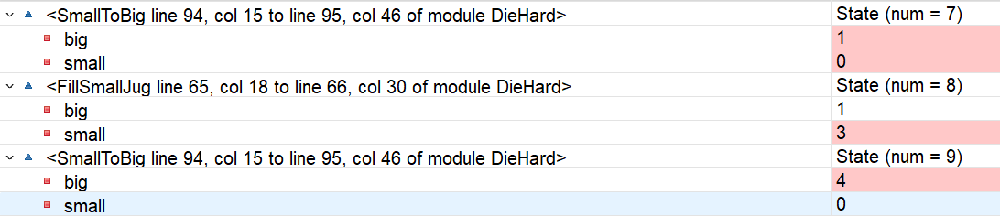 <SmallToBig line 94, col 15 to line 95, col 46 of module DieHard> State (num = 7)
big 1
small 0
<FillSmallJug line 65, col 18 to line 66, col 30 of module DieHard> State (num = 8)
big 1
small 3
<SmallToBig line 94, col 15 to line 95, col 46 of module DieHard> State (num = 9)
big 4
small 0